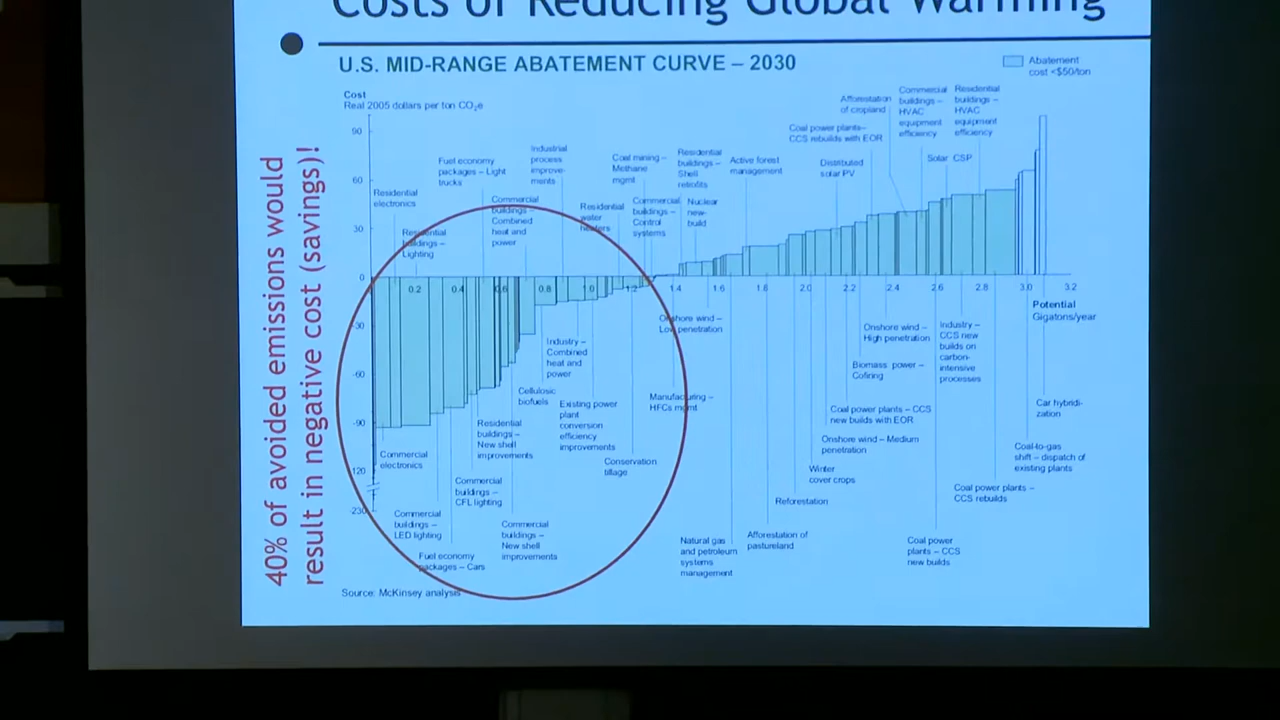 Costs of Reducing Global Warming
40% of avoided emissions would
result in negative cost (savings)!
U.S. MID-RANGE ABATEMENT CURVE – 2030
Abatement
cost <$50/ton
Cost
Real 2005 dollars per ton CO2e
90
60
30
0
-30
-60
-90
120
-230
Residential
electronics
Residential
buildings –
Lighting
Fuel economy
packages – Light
trucks
Commercial
buildings –
Combined
heat and
power
Industrial
process
improve-
ments
Residential
water
heaters
Coal mining –
Methane
mgmt
Commercial
buildings –
Control
systems
Residential
buildings –
Shell
retrofits
Nuclear
new-
build
Active forest
management
Coal power plants–
CCS rebuilds with EOR
Distributed
solar PV
Afforestation
of cropland
Commercial
buildings –
HVAC
equipment
efficiency
Solar CSP
Residential
buildings –
HVAC
equipment
efficiency
0.2 0.4 0.6 0.8 1.0 1.2 1.4 1.6 1.8 2.0 2.2 2.4 2.6 2.8 3.0 3.2
Potential
Gigatons/year
Commercial
electronics
Commercial
buildings –
LED lighting
Fuel economy
packages – Cars
Commercial
buildings –
CFL lighting
Residential
buildings –
New shell
improvements
Commercial
buildings –
New shell
improvements
Cellulosic
biofuels
Industry –
Combined
heat and
power
Existing power
plant
conversion
efficiency
improvements
Conservation
tillage
Onshore wind –
Low penetration
Manufacturing –
HFCs mgmt
Natural gas
and petroleum
systems
management
Afforestation of
pastureland
Reforestation
Winter
cover crops
Onshore wind – Medium
penetration
Coal power plants – CCS
new builds with EOR
Biomass power –
Cofiring
Onshore wind –
High penetration
Industry –
CCS new
builds on
carbon-
intensive
processes
Coal power
plants – CCS
new builds
Coal power plants –
CCS rebuilds
Coal-to-gas
shift – dispatch of
existing plants
Car hybridi-
zation
Source: McKinsey analysis